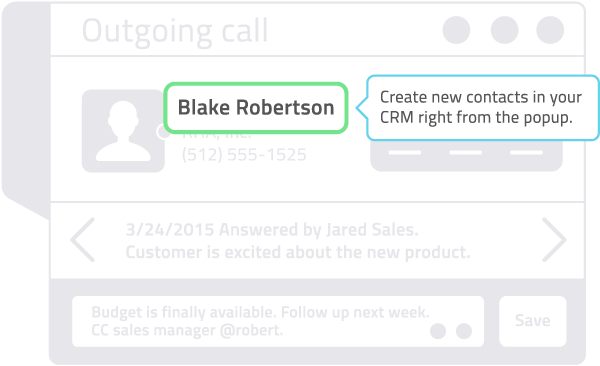 Outgoing call
Blake Robertson
Create new contacts in your
CRM right from the popup.
Inc.
(512) 555-1525
3/24/2015 Answered by Jared Sales.
Customer is excited about the new product.
Budget is finally available. Follow up next week.
CC sales manager @robert.
Save